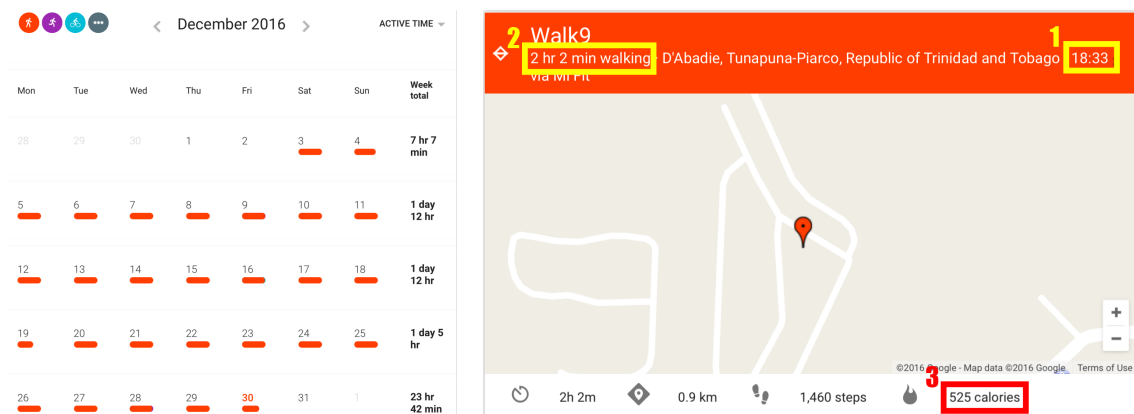 December 2016
ACTIVE TIME
Mon Tue Wed Thu Fri Sat Sun Week total
28 29 30 1 2 3 4 7 hr 7 min
5 6 7 8 9 10 11 1 day 12 hr
12 13 14 15 16 17 18 1 day 12 hr
19 20 21 22 23 24 25 1 day 5 hr
26 27 28 29 30 31 1 23 hr 42 min
2 Walk9 1
2 hr 2 min walking - D'Abadie, Tunapuna-Piarco, Republic of Trinidad and Tobago 18:33
via Mi Fit
+
−
©2016 Google - Map data ©2016 Google Terms of Use
3
2h 2m 0.9 km 1,460 steps 525 calories